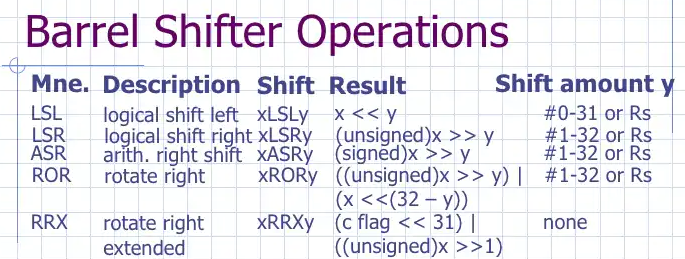 Barrel Shifter Operations
Mne. Description Shift Result Shift amount y
LSL logical shift left xLSLy x << y #0-31 or Rs
LSR logical shift right xLSRy (unsigned)x >> y #1-32 or Rs
ASR arith. right shift xASRy (signed)x >> y #1-32 or Rs
ROR rotate right xRORy ((unsigned)x >> y) | #1-32 or Rs
(x <<(32 – y))
RRX rotate right xRRXy (c flag << 31) | none
extended ((unsigned)x >>1)